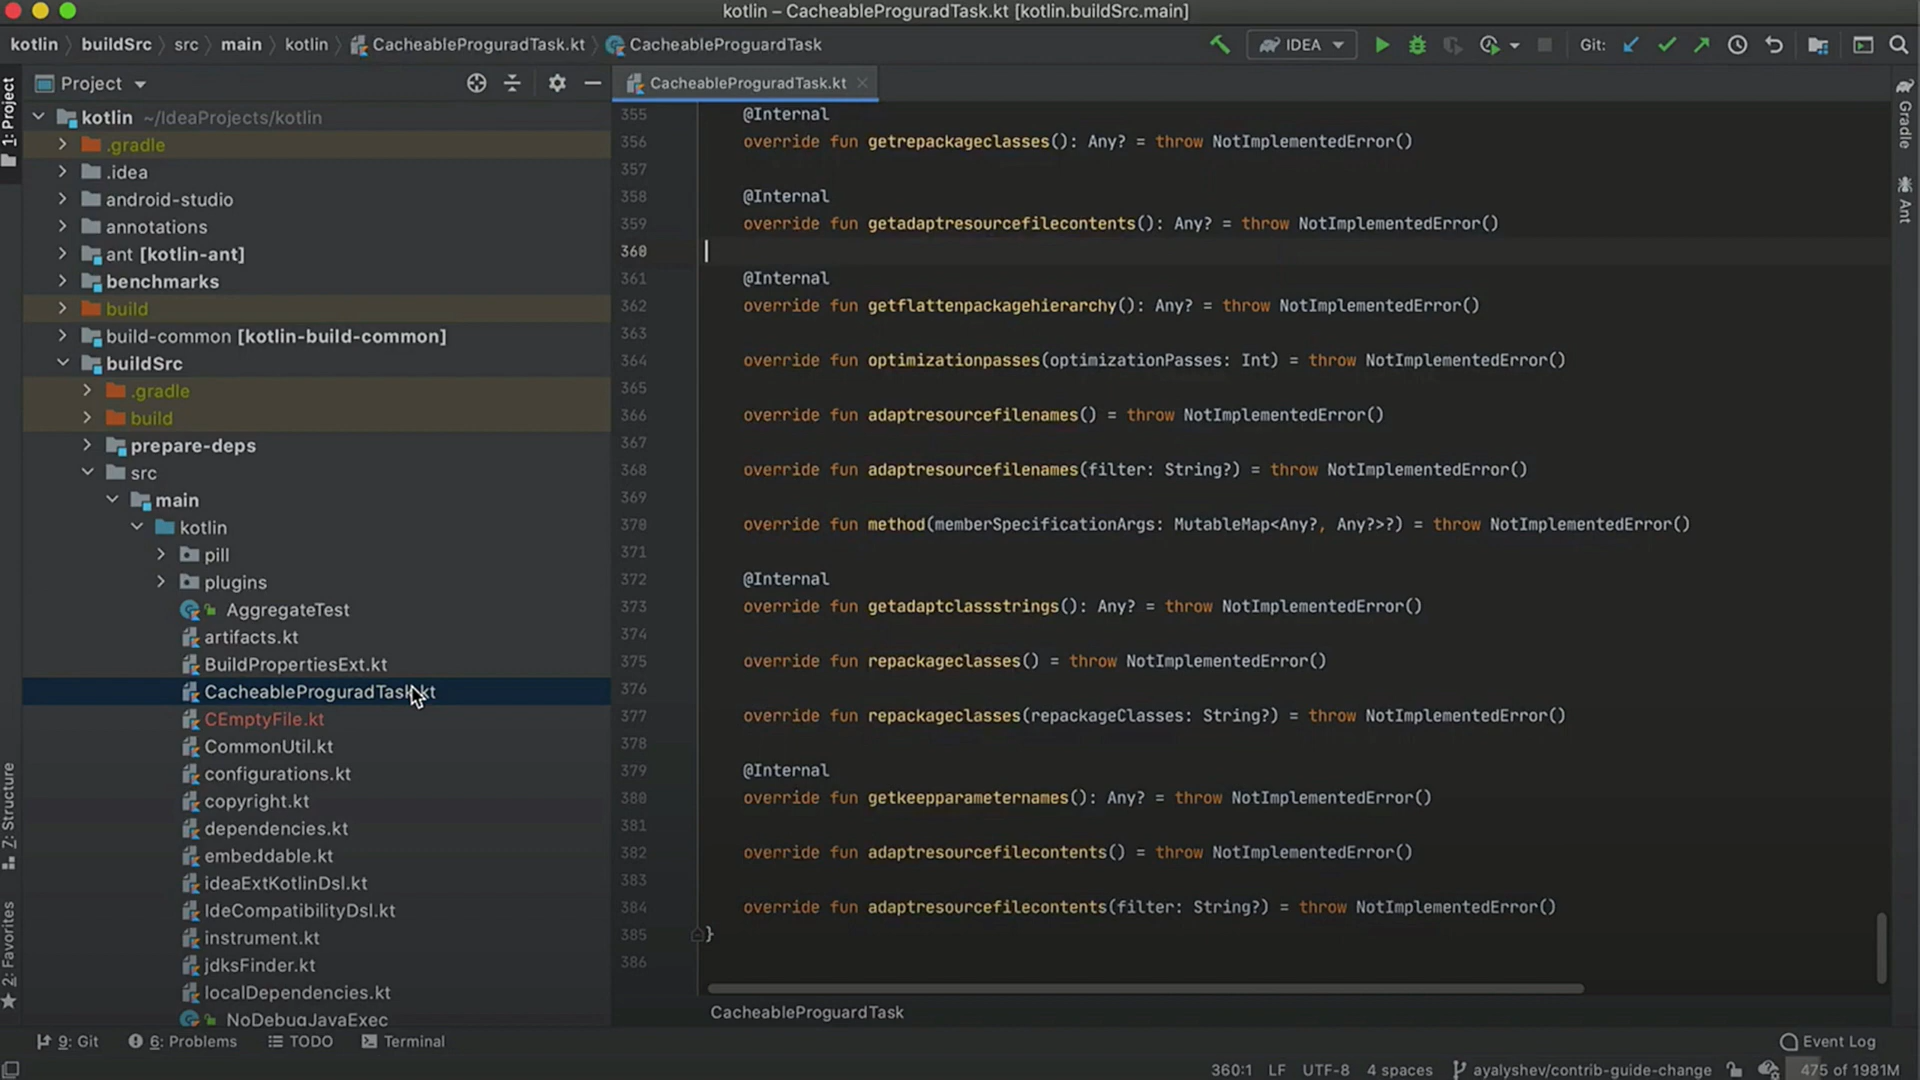 kotlin – CacheableProguradTask.kt [kotlin.buildSrc.main]
kotlin buildSrc src main kotlin CacheableProguradTask.kt CacheableProguardTask IDEA Git:
1: Project
Project
kotlin ~/IdeaProjects/kotlin
.gradle
.idea
android-studio
annotations
ant [kotlin-ant]
benchmarks
build
build-common [kotlin-build-common]
buildSrc
.gradle
build
prepare-deps
src
main
kotlin
pill
plugins
AggregateTest
artifacts.kt
BuildPropertiesExt.kt
CacheableProguradTask.kt
CEmptyFile.kt
CommonUtil.kt
configurations.kt
copyright.kt
dependencies.kt
embeddable.kt
ideaExtKotlinDsl.kt
IdeCompatibilityDsl.kt
instrument.kt
jdksFinder.kt
localDependencies.kt
NoDebugJavaExec
Z: Structure
2: Favorites
CacheableProguradTask.kt
355 @Internal
356 override fun getrepackageclasses(): Any? = throw NotImplementedError()
357
358 @Internal
359 override fun getadaptresourcefilecontents(): Any? = throw NotImplementedError()
360
361 @Internal
362 override fun getflattenpackagehierarchy(): Any? = throw NotImplementedError()
363
364 override fun optimizationpasses(optimizationPasses: Int) = throw NotImplementedError()
365
366 override fun adaptresourcefilenames() = throw NotImplementedError()
367
368 override fun adaptresourcefilenames(filter: String?) = throw NotImplementedError()
369
370 override fun method(memberSpecificationArgs: MutableMap<Any?, Any?>?) = throw NotImplementedError()
371
372 @Internal
373 override fun getadaptclassstrings(): Any? = throw NotImplementedError()
374
375 override fun repackageclasses() = throw NotImplementedError()
376
377 override fun repackageclasses(repackageClasses: String?) = throw NotImplementedError()
378
379 @Internal
380 override fun getkeepparameternames(): Any? = throw NotImplementedError()
381
382 override fun adaptresourcefilecontents() = throw NotImplementedError()
383
384 override fun adaptresourcefilecontents(filter: String?) = throw NotImplementedError()
385 }
386
CacheableProguardTask
Gradle
Ant
9: Git 6: Problems TODO Terminal Event Log
360:1 LF UTF-8 4 spaces ayalyshev/contrib-guide-change 475 of 1981M